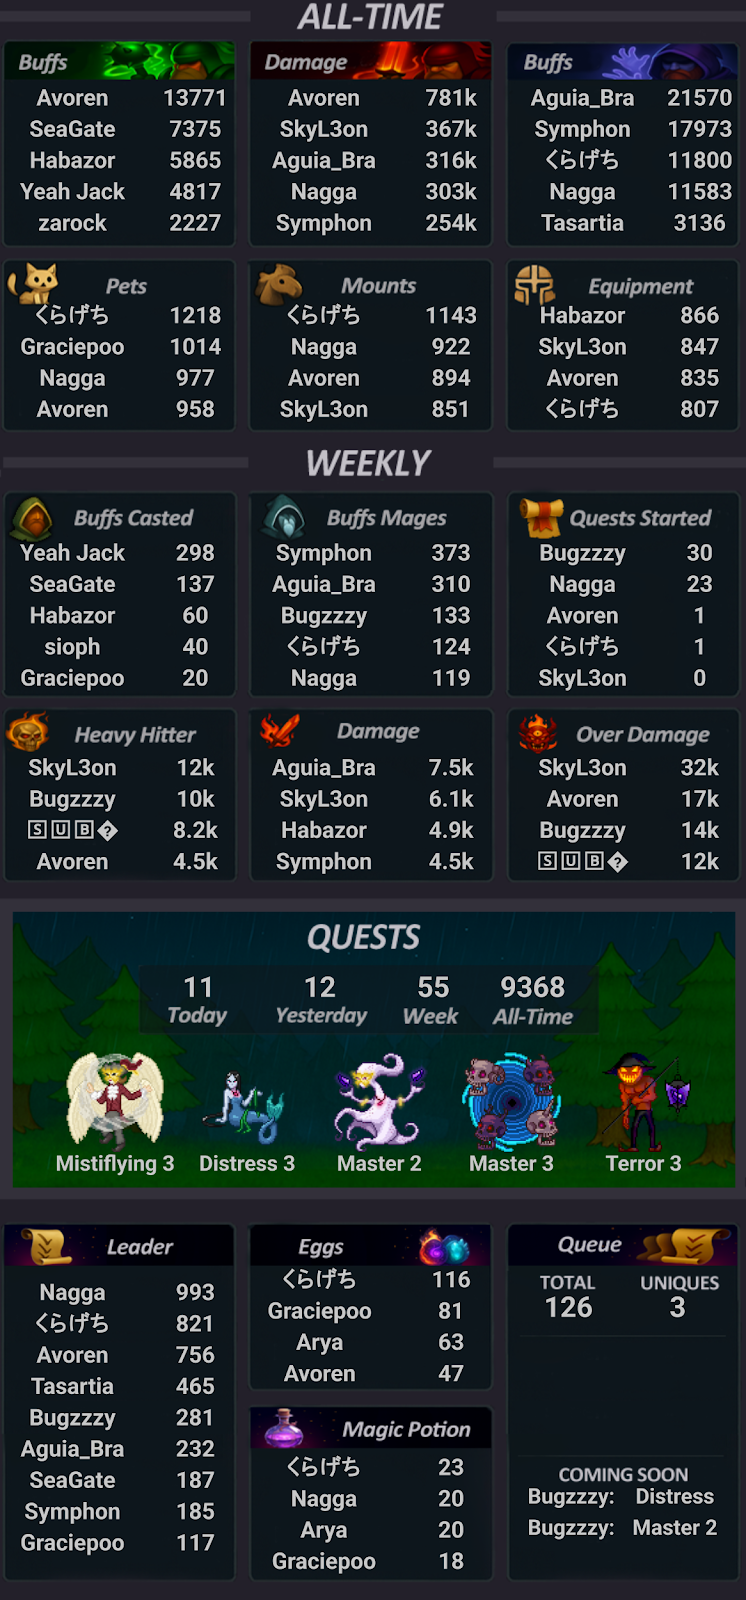 ALL-TIME
Buffs
Avoren 13771
SeaGate 7375
Habazor 5865
Yeah Jack 4817
zarock 2227
Damage
Avoren 781k
SkyL3on 367k
Aguia_Bra 316k
Nagga 303k
Symphon 254k
Buffs
Aguia_Bra 21570
Symphon 17973
くらげち 11800
Nagga 11583
Tasartia 3136
Pets
くらげち 1218
Graciepoo 1014
Nagga 977
Avoren 958
Mounts
くらげち 1143
Nagga 922
Avoren 894
SkyL3on 851
Equipment
Habazor 866
SkyL3on 847
Avoren 835
くらげち 807
WEEKLY
Buffs Casted
Yeah Jack 298
SeaGate 137
Habazor 60
sioph 40
Graciepoo 20
Buffs Mages
Symphon 373
Aguia_Bra 310
Bugzzzy 133
くらげち 124
Nagga 119
Quests Started
Bugzzzy 30
Nagga 23
Avoren 1
くらげち 1
SkyL3on 0
Heavy Hitter
SkyL3on 12k
Bugzzzy 10k
🅂🅄🄱� 8.2k
Avoren 4.5k
Damage
Aguia_Bra 7.5k
SkyL3on 6.1k
Habazor 4.9k
Symphon 4.5k
Over Damage
SkyL3on 32k
Avoren 17k
Bugzzzy 14k
🅂🅄🄱� 12k
QUESTS
11 12 55 9368
Today Yesterday Week All-Time
Mistiflying 3 Distress 3 Master 2 Master 3 Terror 3
Leader
Nagga 993
くらげち 821
Avoren 756
Tasartia 465
Bugzzzy 281
Aguia_Bra 232
SeaGate 187
Symphon 185
Graciepoo 117
Eggs
くらげち 116
Graciepoo 81
Arya 63
Avoren 47
Magic Potion
くらげち 23
Nagga 20
Arya 20
Graciepoo 18
Queue
TOTAL UNIQUES
126 3
COMING SOON
Bugzzzy: Distress
Bugzzzy: Master 2